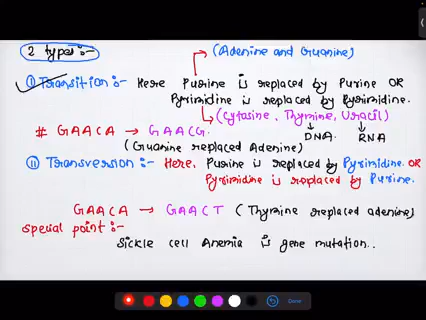 2 types:-
(Adenine and Guanine)
(i) Transition:- Here Purine is replaced by Purine OR
Pyrimidine is replaced by Pyrimidine.
(Cytosine, Thymine, Uracil)
DNA. RNA
# GAACA → GAACG.
(Guanine replaced Adenine)
(ii) Transversion:- Here, Purine is replaced by Pyrimidine OR
Pyrimidine is replaced by Purine.
GAACA → GAACT (Thymine replaced adenine)
special point:-
Sickle cell Anemia is gene mutation..
Done